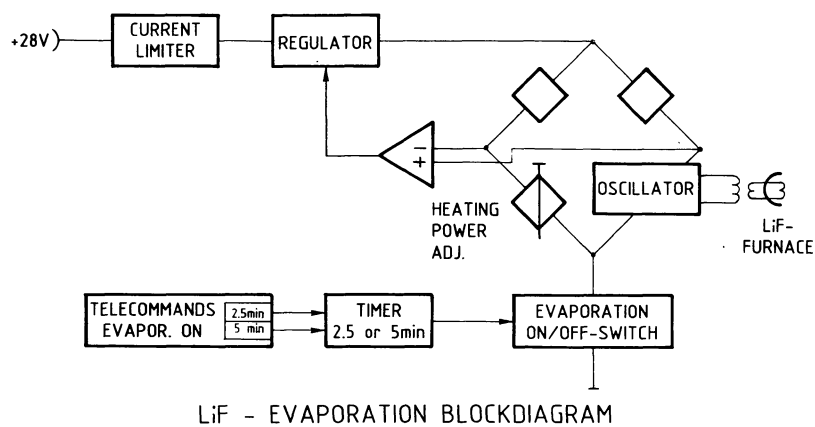 +28V)
CURRENT
LIMITER
REGULATOR
-
+
HEATING
POWER
ADJ.
OSCILLATOR
LiF-
FURNACE
TELECOMMANDS
EVAPOR. ON
2.5min
5 min
TIMER
2.5 or 5min
EVAPORATION
ON/OFF-SWITCH
LiF - EVAPORATION BLOCKDIAGRAM